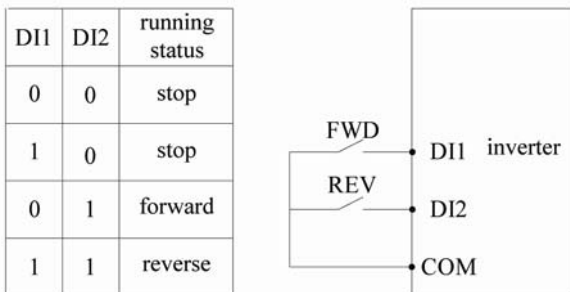 DI1 DI2 running status
0 0 stop
1 0 stop
0 1 forward
1 1 reverse
FWD
DI1 inverter
REV
DI2
COM